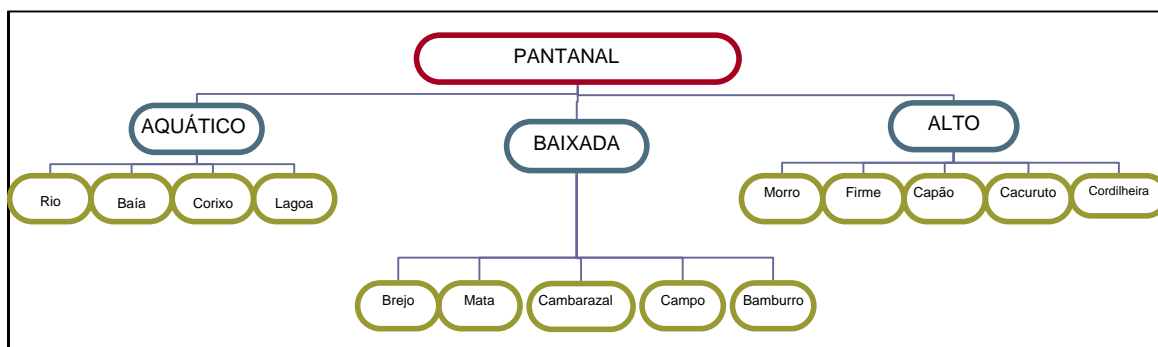 PANTANAL
AQUÁTICO
BAIXADA
ALTO
Rio
Baía
Corixo
Lagoa
Morro
Firme
Capão
Cacuruto
Cordilheira
Brejo
Mata
Cambarazal
Campo
Bamburro